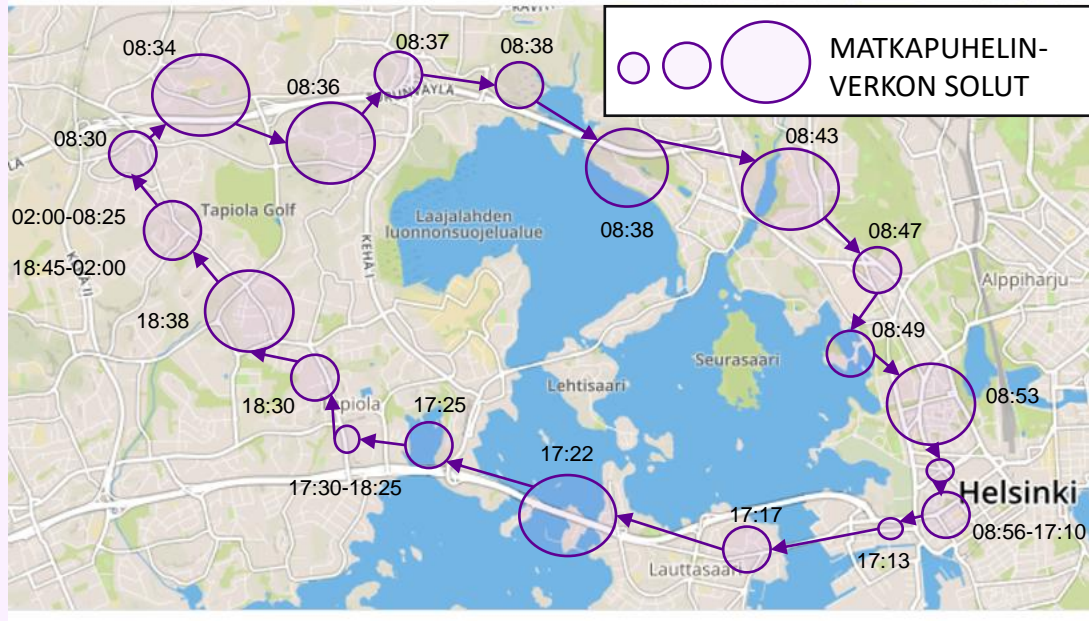 MATKAPUHELIN-
VERKON SOLUT
08:34
08:37
08:38
08:36
TURUNVÄYLÄ
08:30
08:43
02:00-08:25
Tapiola Golf
Laajalahden
luonnonsuojelualue
08:38
08:47
KEHÄ I
18:45-02:00
KEHÄ II
Alppiharju
18:38
08:49
Seurasaari
Lehtisaari
08:53
18:30
Tapiola
17:25
17:22
17:30-18:25
Helsinki
17:17
08:56-17:10
Lauttasaari
17:13